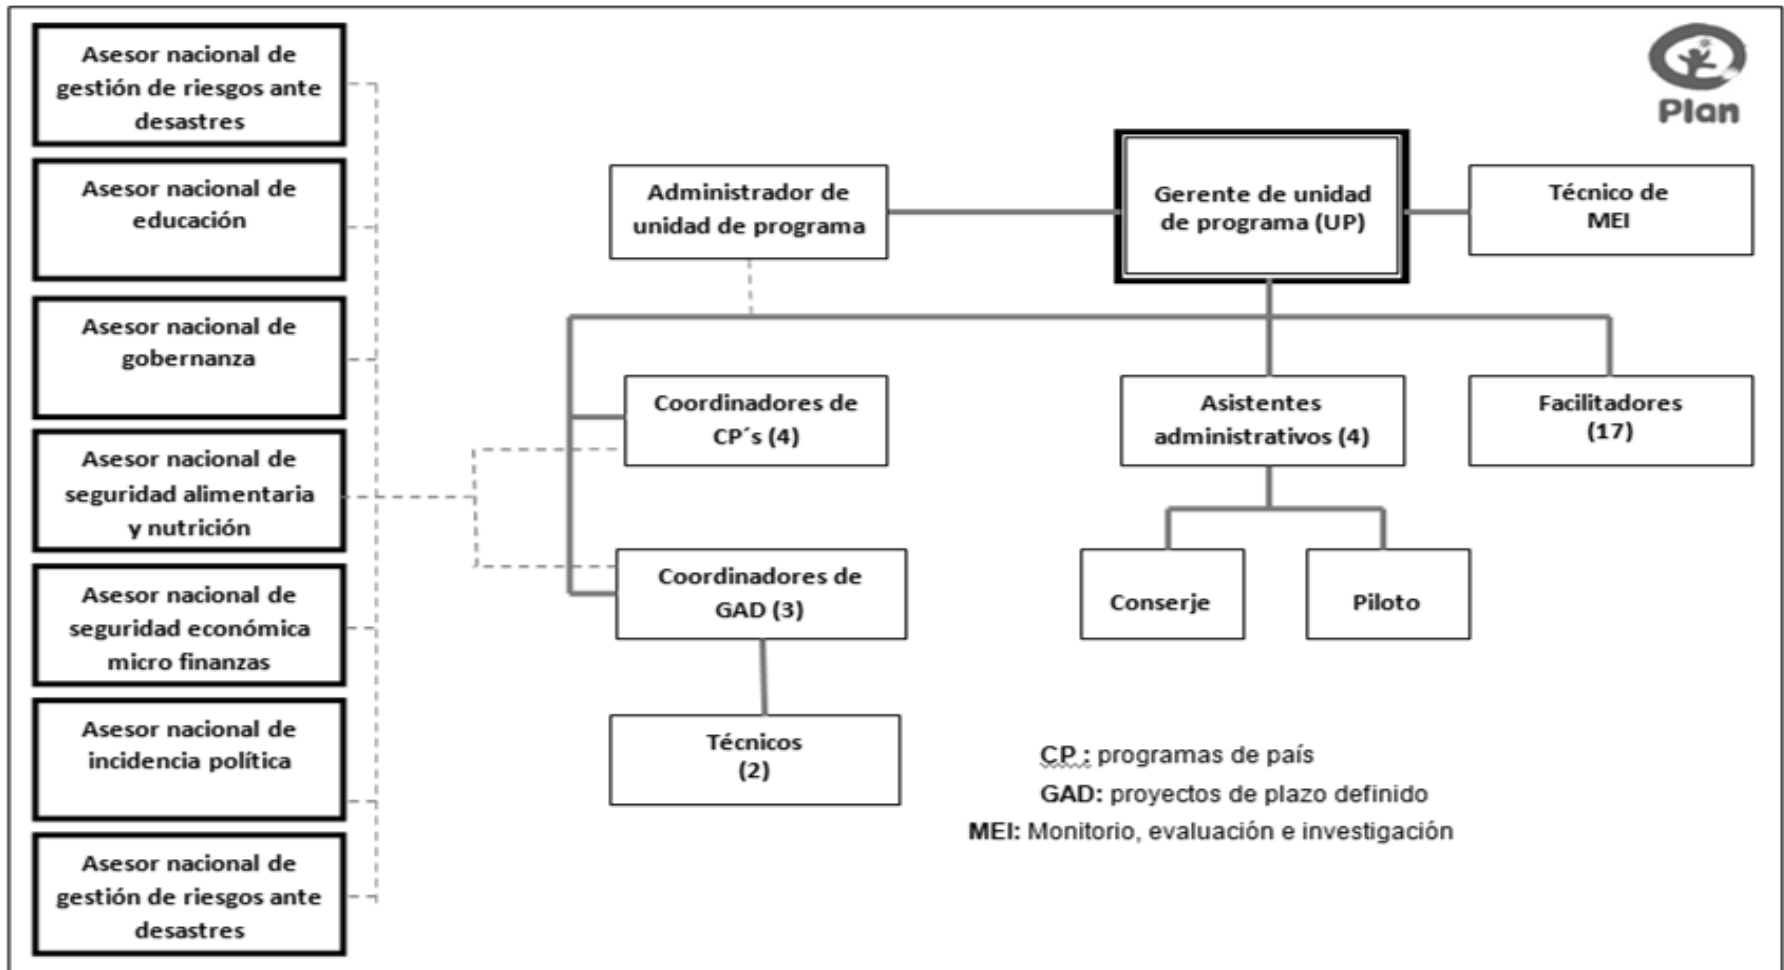 Asesor nacional de
gestión de riesgos ante
desastres
Asesor nacional de
educación
Asesor nacional de
gobernanza
Asesor nacional de
seguridad alimentaria
y nutrición
Asesor nacional de
seguridad económica
micro finanzas
Asesor nacional de
incidencia política
Asesor nacional de
gestión de riesgos ante
desastres
Plan
Administrador de
unidad de programa
Gerente de unidad
de programa (UP)
Técnico de
MEI
Coordinadores de
CP´s (4)
Asistentes
administrativos (4)
Facilitadores
(17)
Coordinadores de
GAD (3)
Conserje
Piloto
Técnicos
(2)
CP : programas de país
GAD: proyectos de plazo definido
MEI: Monitorio, evaluación e investigación